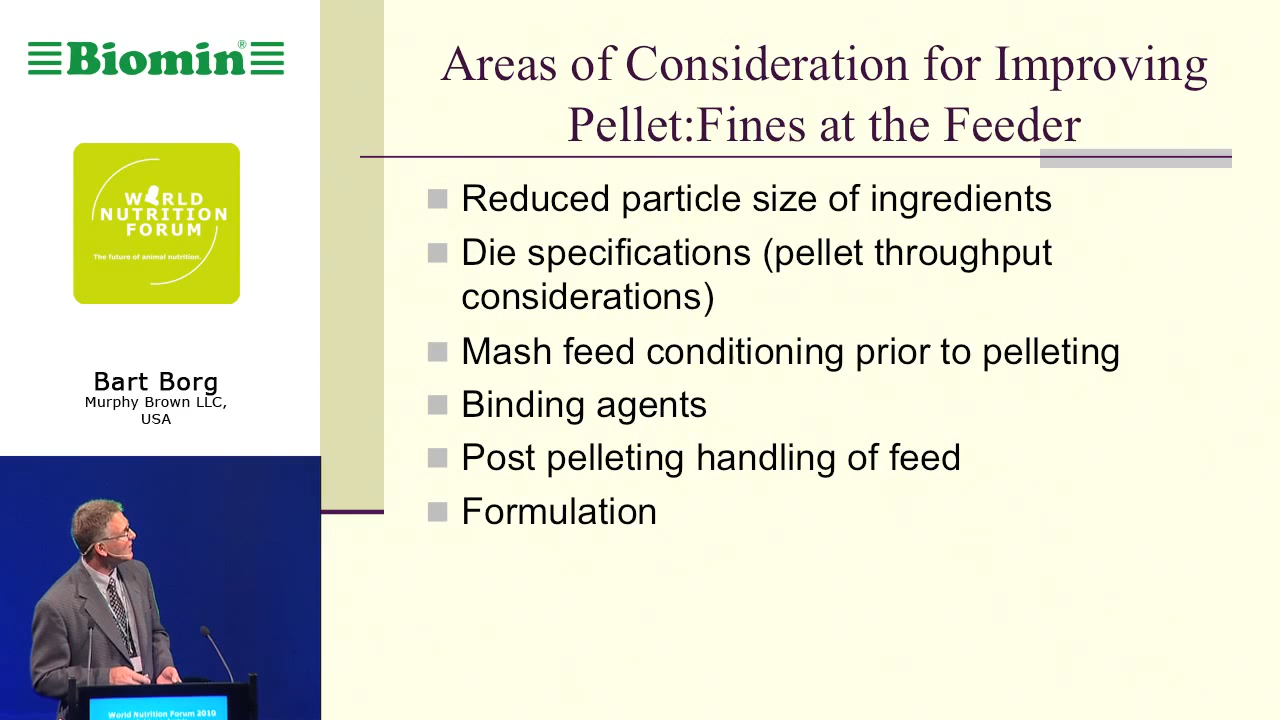 Biomin®
WORLD
NUTRITION
FORUM
The future of animal nutrition.
Bart Borg
Murphy Brown LLC,
USA
World Nutrition Forum 2010
Areas of Consideration for Improving
Pellet:Fines at the Feeder
Reduced particle size of ingredients
Die specifications (pellet throughput
considerations)
Mash feed conditioning prior to pelleting
Binding agents
Post pelleting handling of feed
Formulation